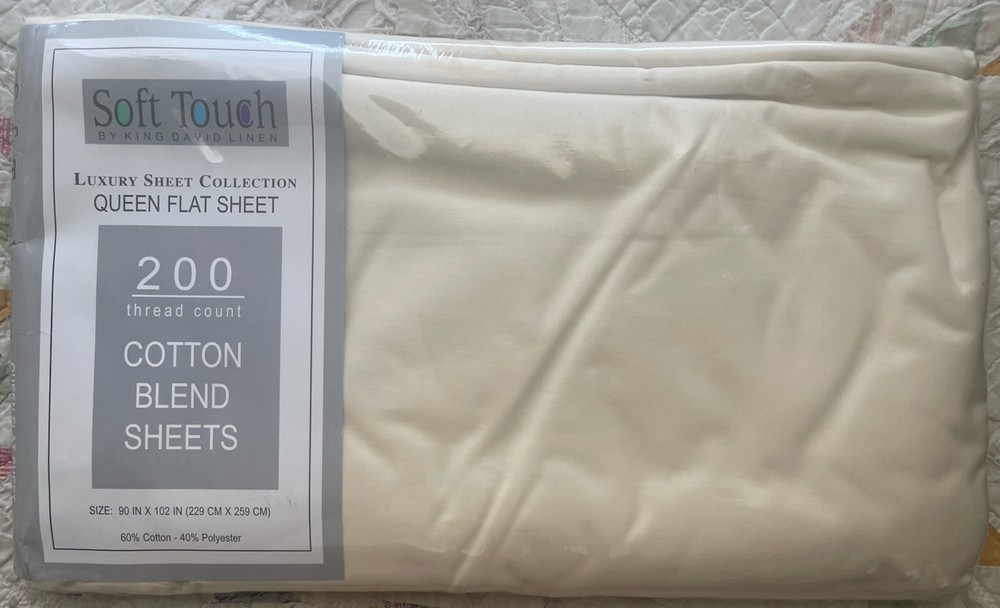 Soft Touch
BY KING DAVID LINEN
LUXURY SHEET COLLECTION
QUEEN FLAT SHEET
200
thread count
COTTON
BLEND
SHEETS
SIZE: 90 IN X 102 IN (229 CM X 259 CM)
60% Cotton - 40% Polyester